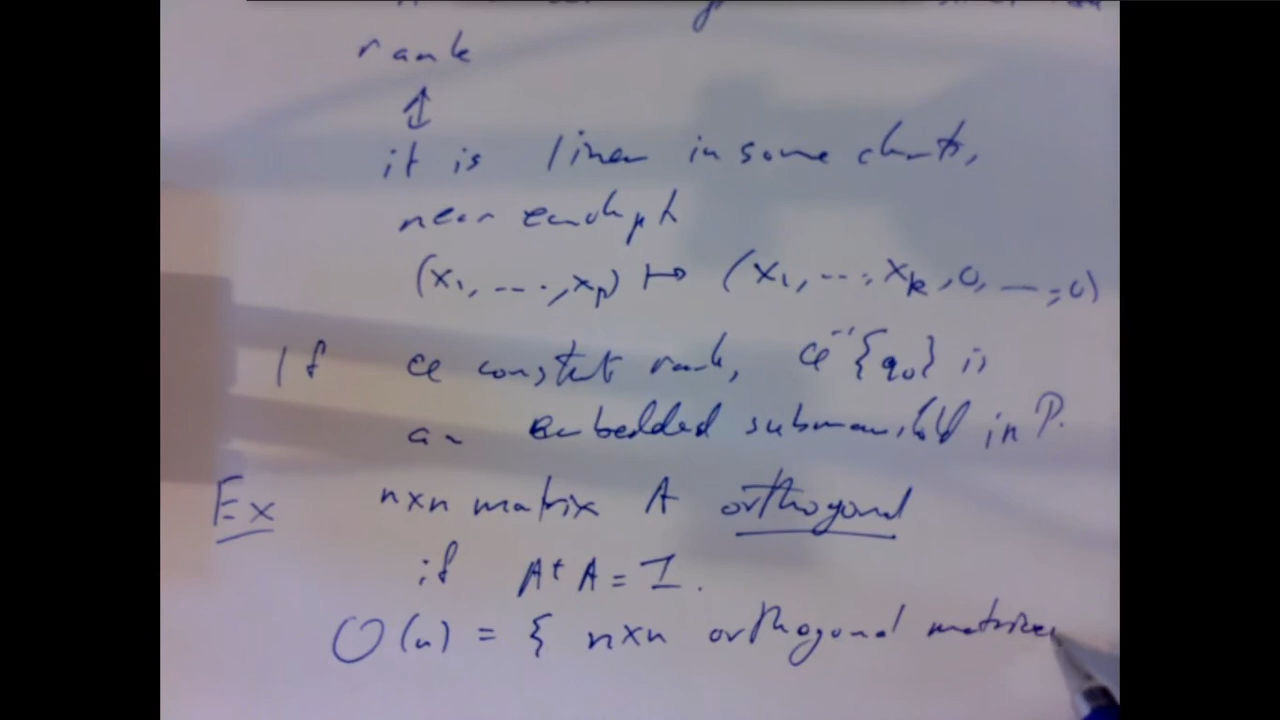 rank
↕
it is linear in some charts,
near each pt
(x₁, ..., xₚ) ↦ (x₁, ..., xₖ, 0, ..., 0)
If φ constant rank, φ⁻¹{q₀} is
an embedded submanifold in P.
Ex n×n matrix A orthogonal
if Aᵗ A = I.
O(n) = { n×n orthogonal matrices